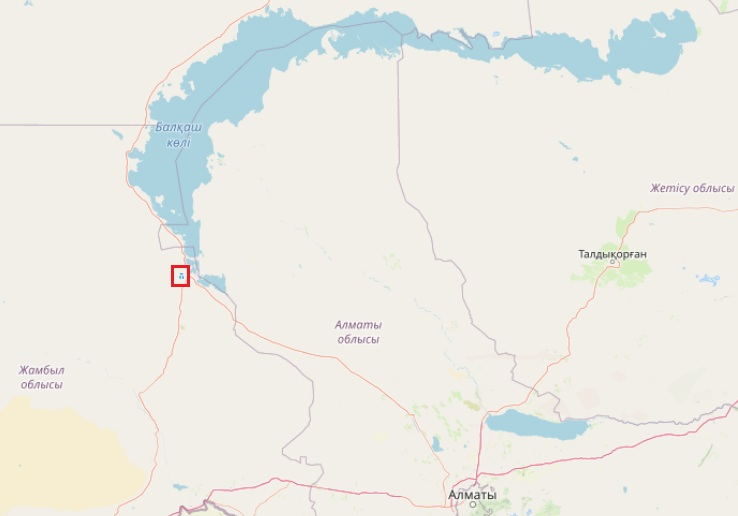 Балқаш
көлі
Жетісу облысы
Талдықорған
Алматы
облысы
Жамбыл
облысы
Алматы